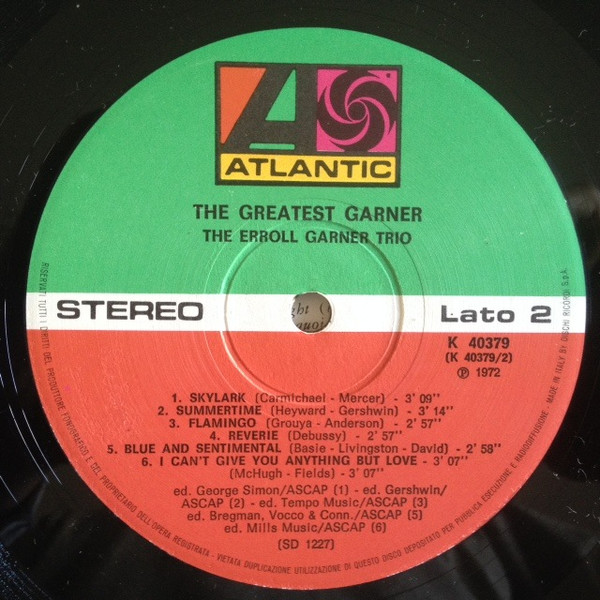 ATLANTIC
THE GREATEST GARNER
THE ERROLL GARNER TRIO
STEREO
Lato 2
K 40379
(K 40379/2)
℗ 1972
1. SKYLARK (Carmichael - Mercer) - 3' 09''
2. SUMMERTIME (Heyward - Gershwin) - 3' 14''
3. FLAMINGO (Grouya - Anderson) - 2' 57''
4. REVERIE (Debussy) - 2' 57''
5. BLUE AND SENTIMENTAL (Basie - Livingston - David) - 2' 58''
6. I CAN'T GIVE YOU ANYTHING BUT LOVE - 3' 07''
(McHugh - Fields) - 3' 07''
ed. George Simon/ASCAP (1) - ed. Gershwin/
ASCAP (2) - ed. Tempo Music/ASCAP (3)
ed. Bregman, Vocco & Conn./ASCAP (5)
ed. Mills Music/ASCAP (6)
(SD 1227)
RISERVATI TUTTI I DIRITTI DEL PRODUTTORE FONOGRAFICO E DEL PROPRIETARIO DELL'OPERA REGISTRATA - VIETATA DUPLICAZIONE UTILIZZAZIONE DI QUESTO DISCO DEPOSITATO PER PUBBLICA ESECUZIONE E RADIODIFFUSIONE - MADE IN ITALY BY DISCHI RICORDI S.p.A.